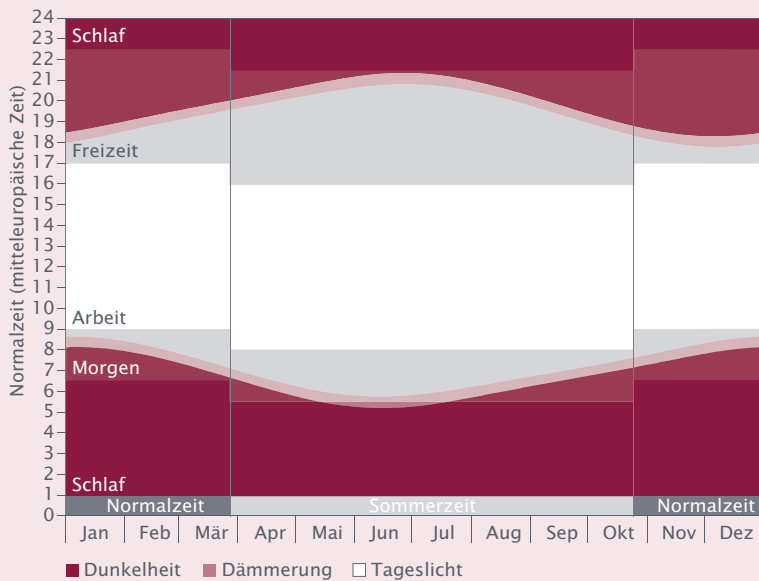 Normalzeit (mitteleuropäische Zeit)
24
23
22
21
20
19
18
17
16
15
14
13
12
11
10
9
8
7
6
5
4
3
2
1
0
Schlaf
Freizeit
Arbeit
Morgen
Schlaf
Normalzeit Sommerzeit Normalzeit
Jan Feb Mär Apr Mai Jun Jul Aug Sep Okt Nov Dez
Dunkelheit Dämmerung Tageslicht